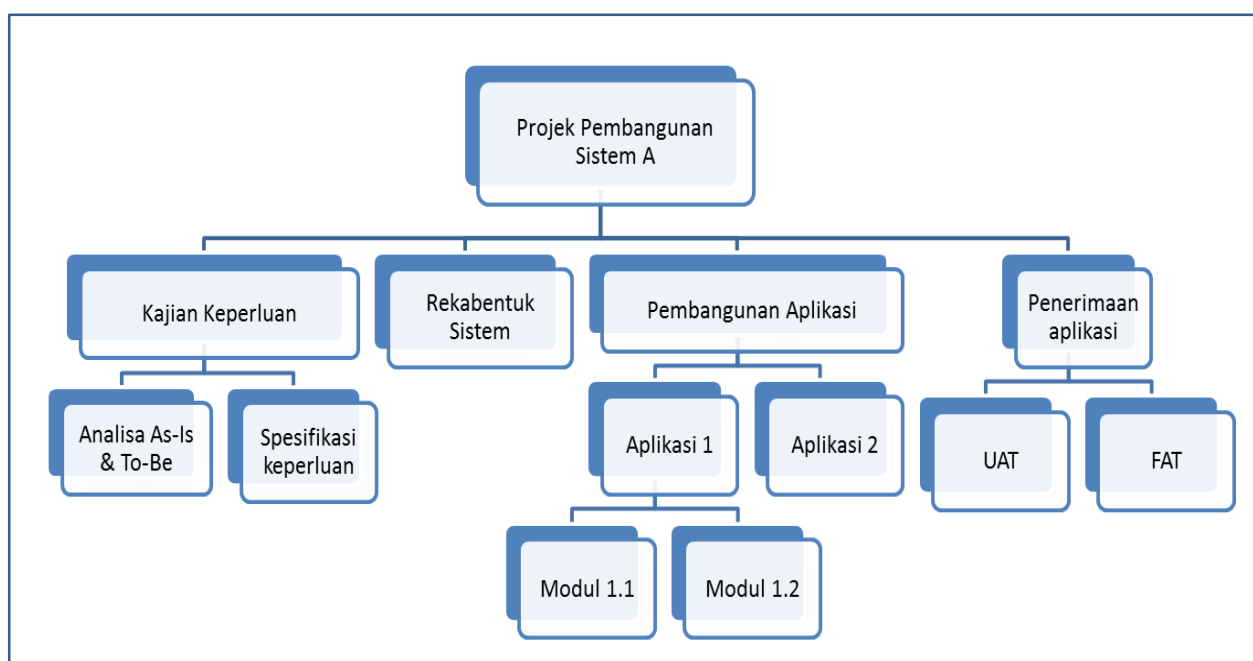 Projek Pembangunan
Sistem A
Kajian Keperluan
Rekabentuk
Sistem
Pembangunan Aplikasi
Penerimaan
aplikasi
Analisa As-Is
& To-Be
Spesifikasi
keperluan
Aplikasi 1
Aplikasi 2
UAT
FAT
Modul 1.1
Modul 1.2